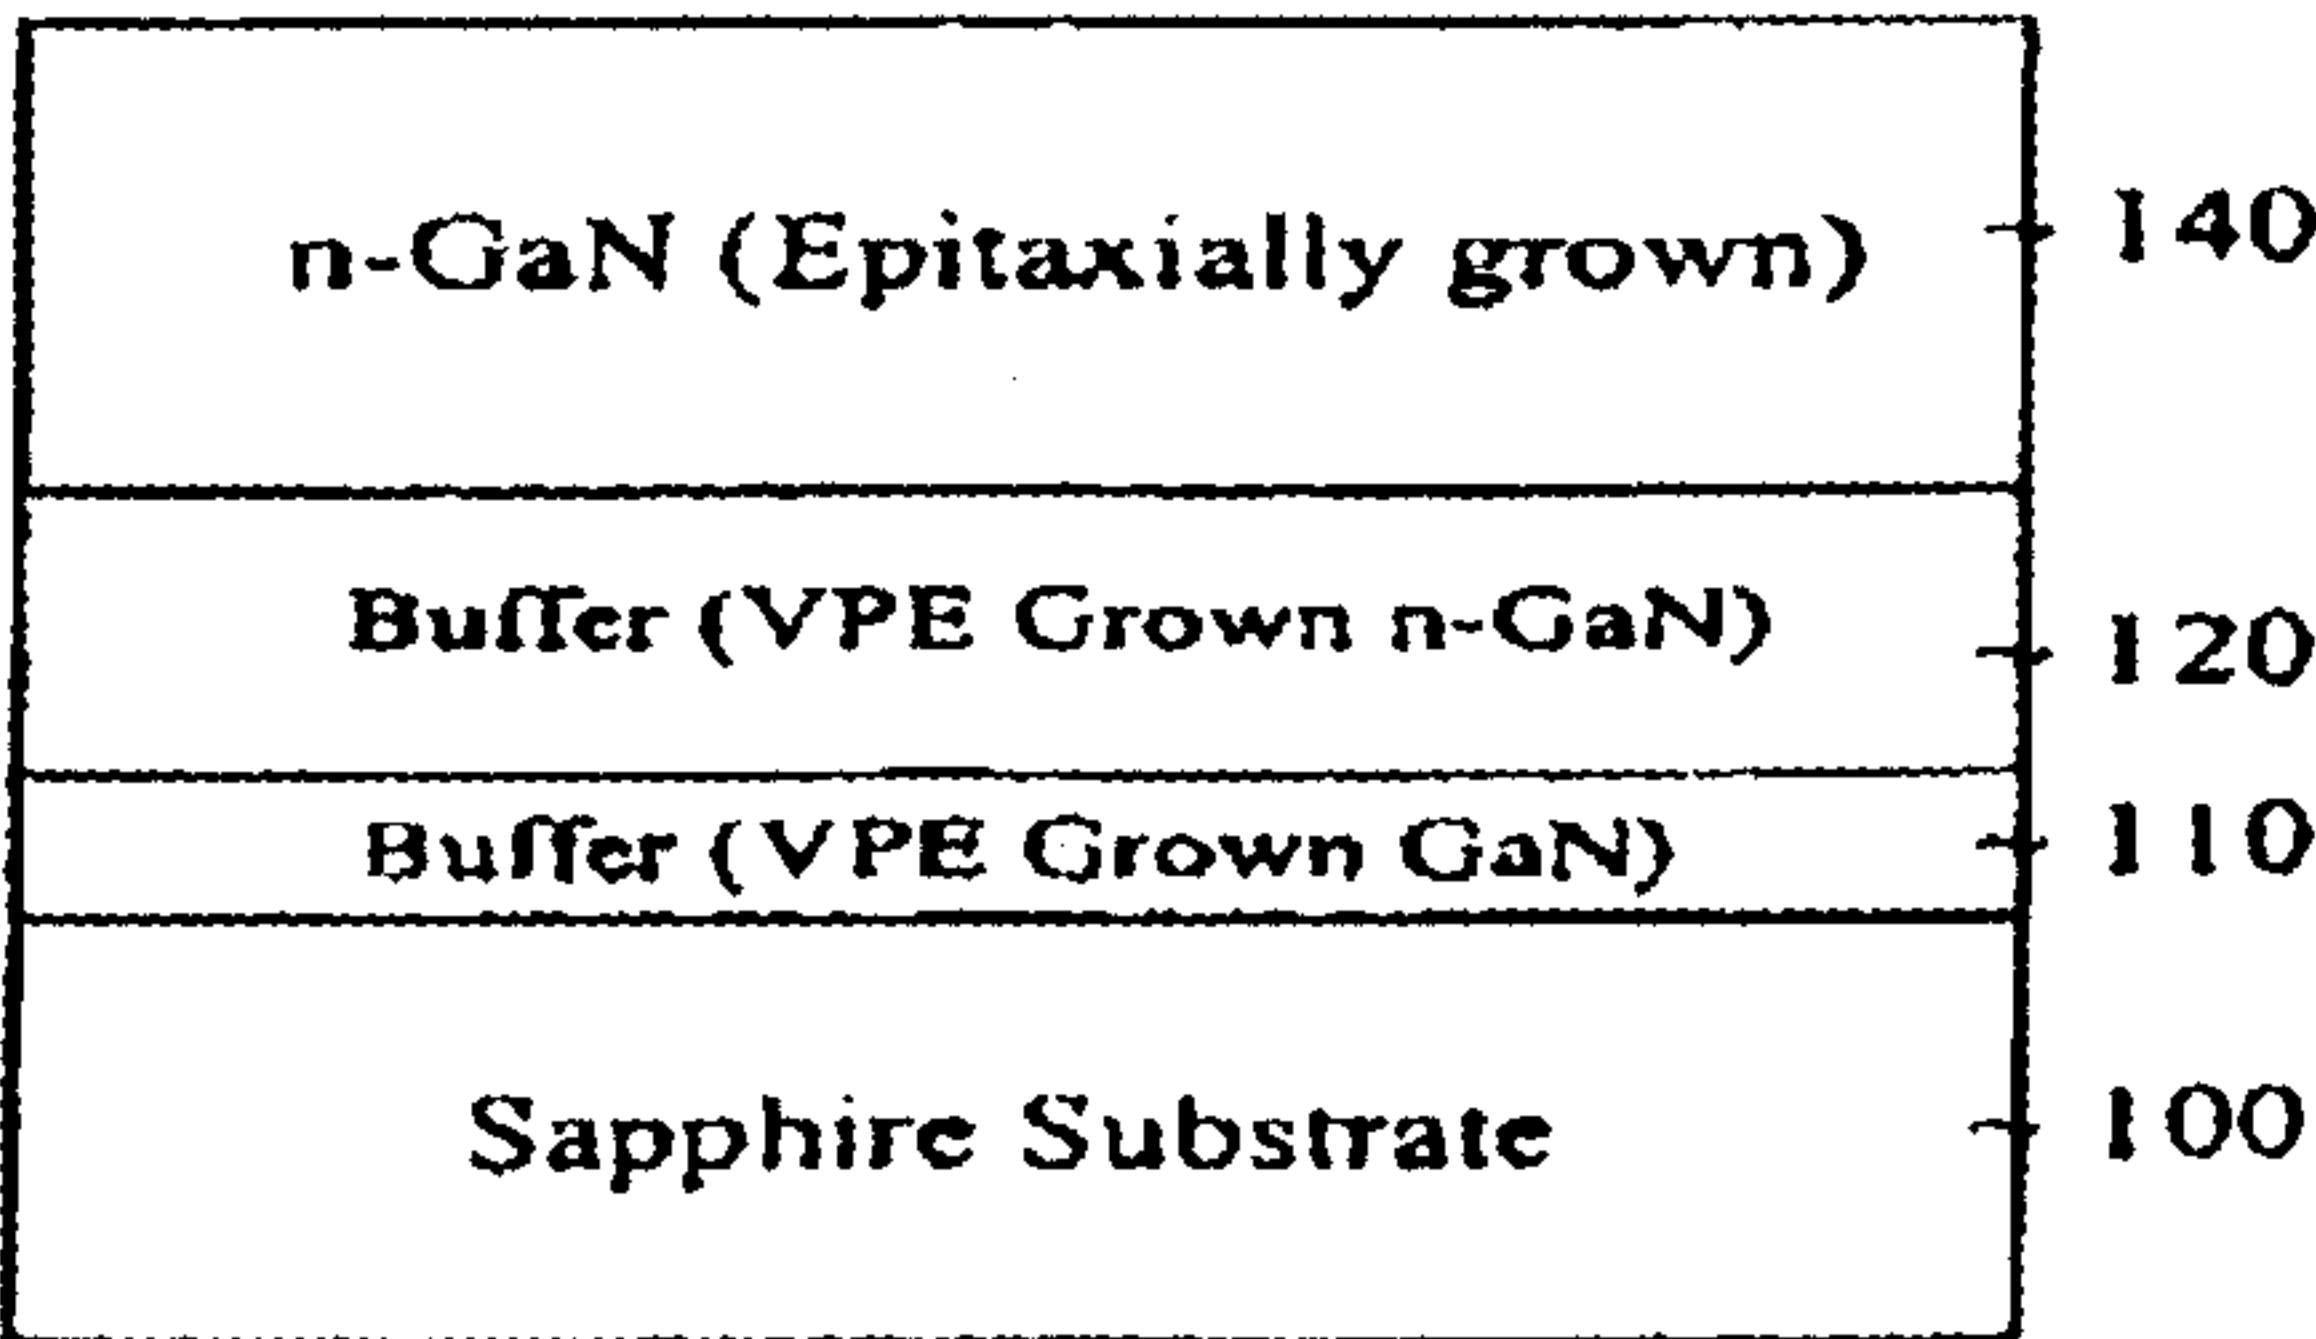 n-GaN (Epitaxially grown) 140
Buffer (VPE Grown n-GaN) 120
Buffer (VPE Grown GaN) 110
Sapphire Substrate 100